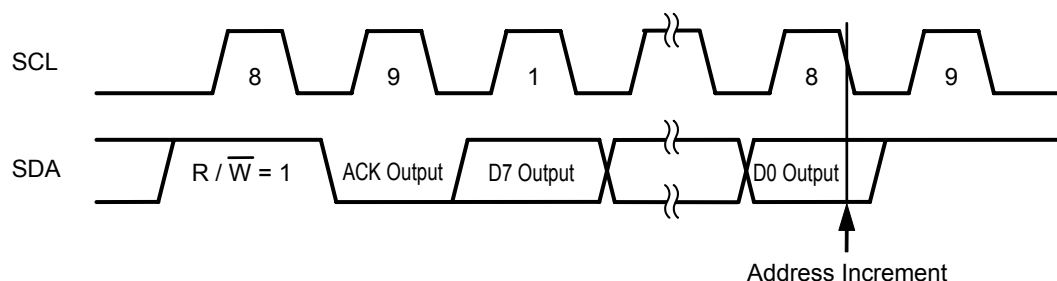 SCL
8
9
1
8
9
SDA
R / W̅ = 1
ACK Output
D7 Output
D0 Output
Address Increment